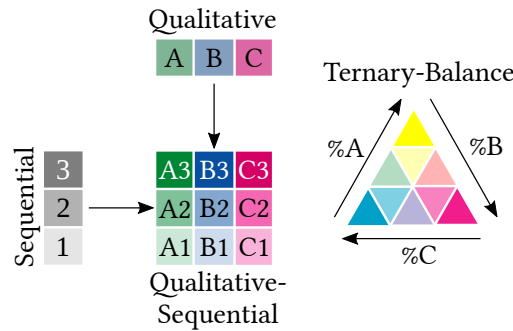 Qualitative
A B C
Ternary-Balance
%A
%B
Sequential
3
2
1
A3 B3 C3
A2 B2 C2
A1 B1 C1
%C
Qualitative-
Sequential